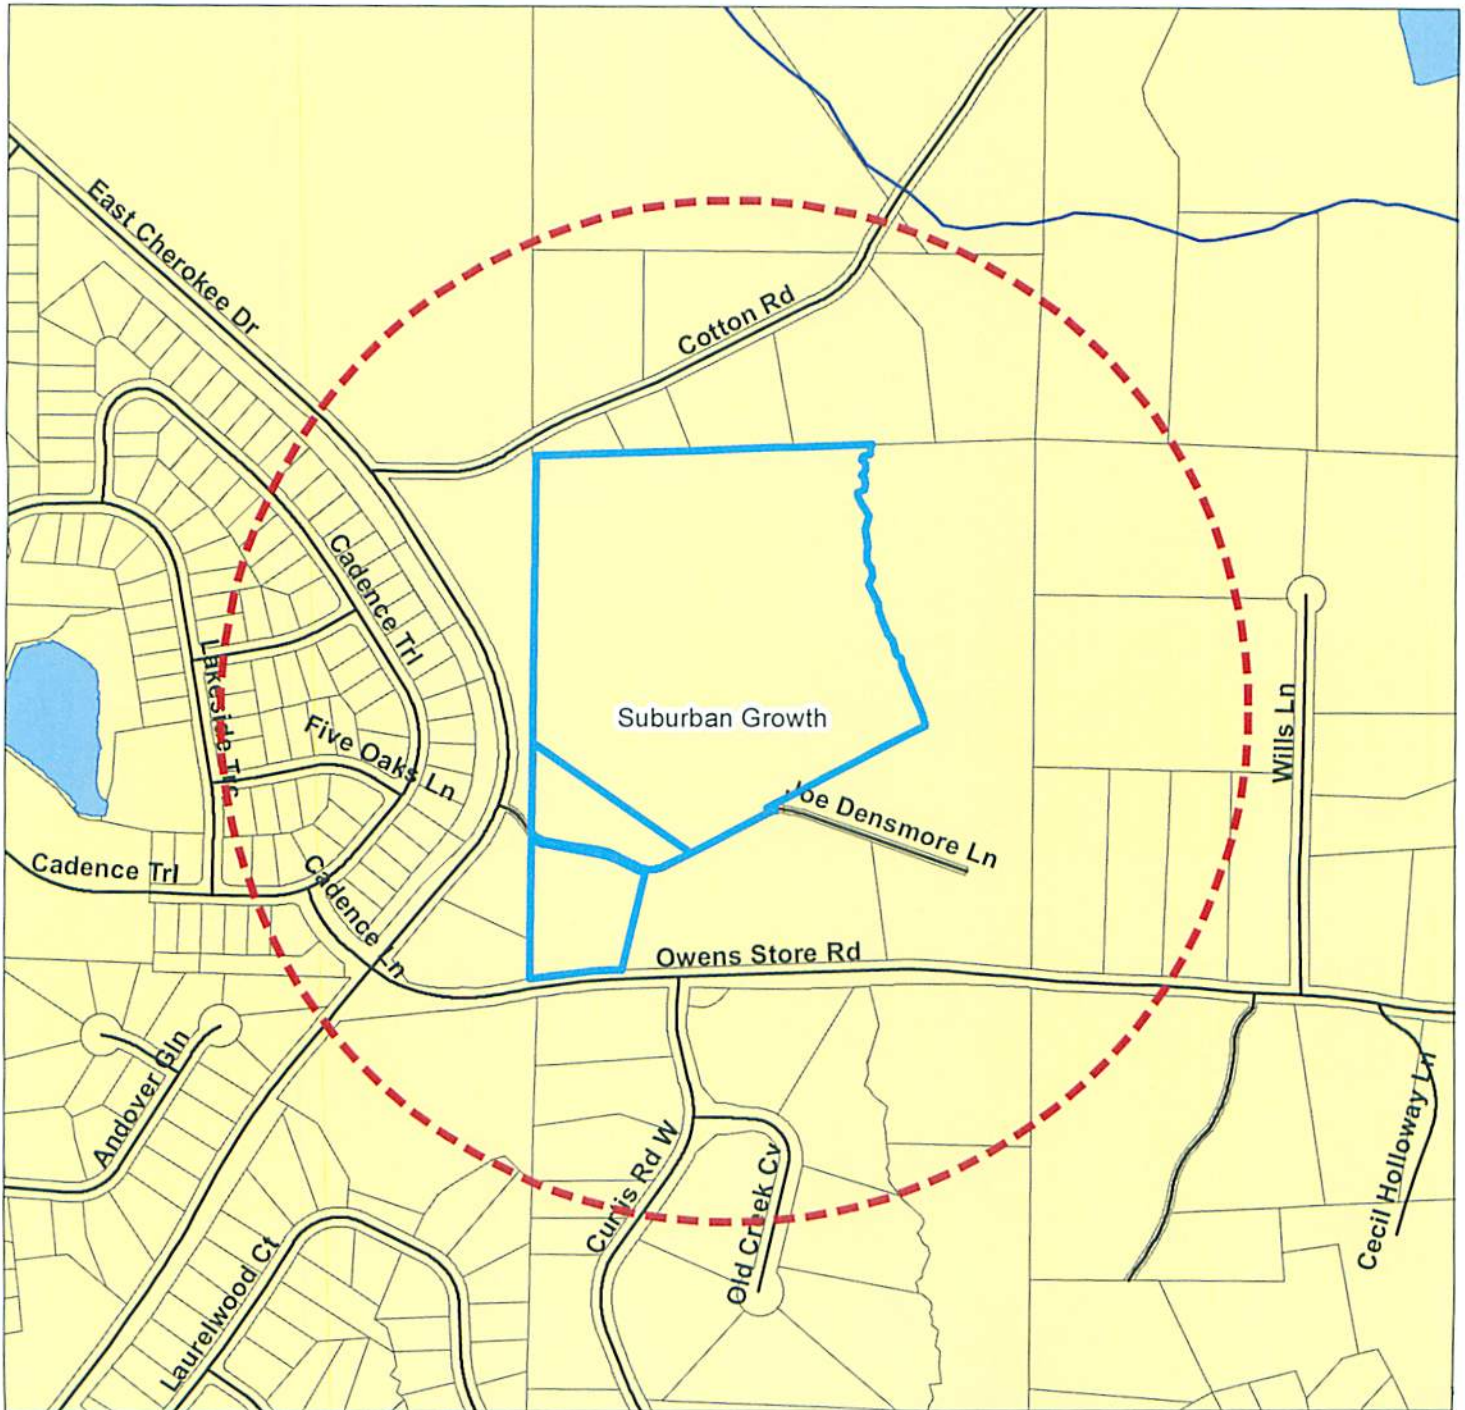 East Cherokee Dr
Cotton Rd
Cadence Trl
Lakeside Trc
Five Oaks Ln
Suburban Growth
Wills Ln
Joe Densmore Ln
Cadence Trl
Cadence Ln
Owens Store Rd
Andover Gln
Curtis Rd W
Old Creek Cv
Cecil Holloway Ln
Laurelwood Ct